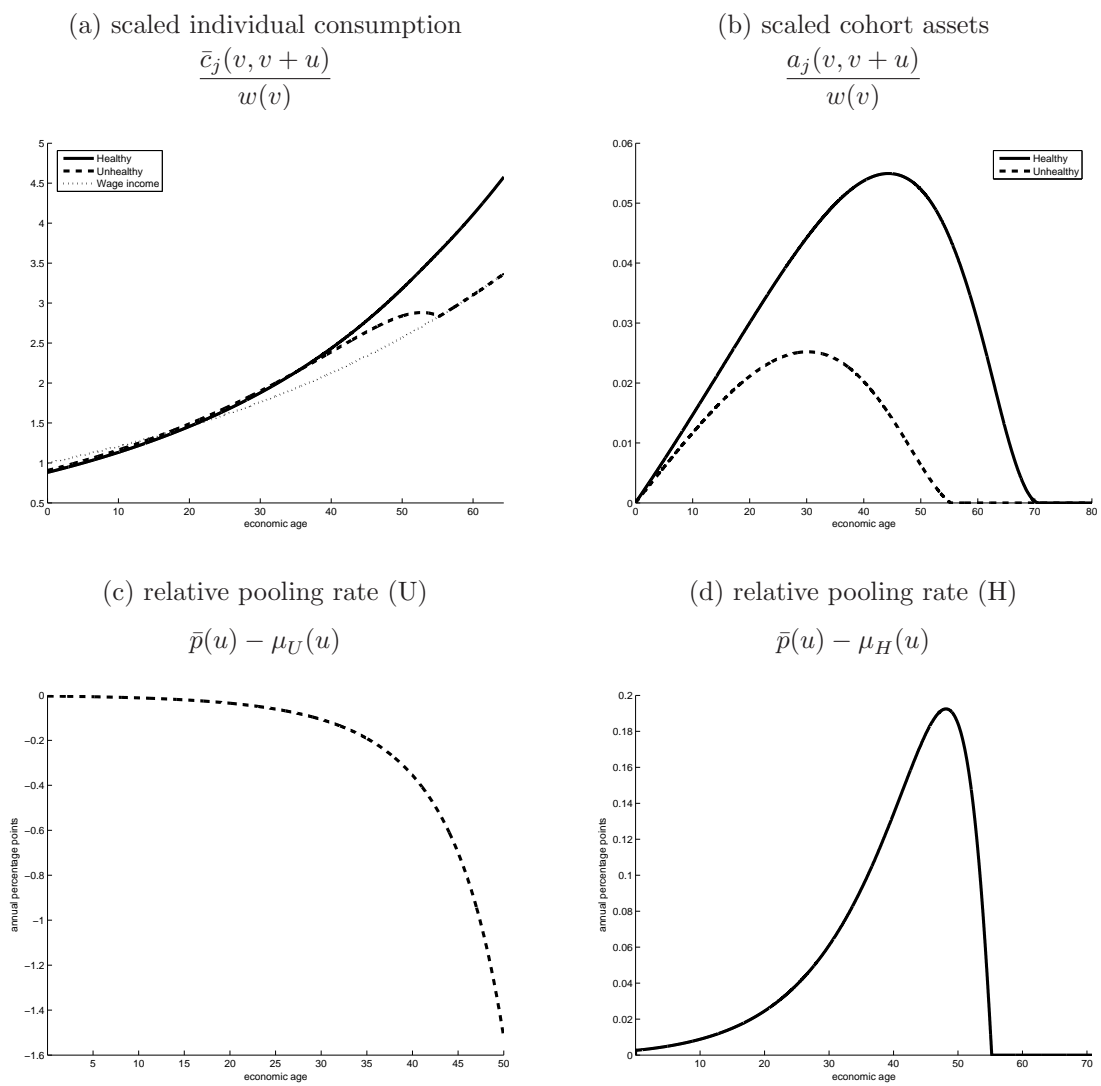 (a) scaled individual consumption
c̄_j(v, v + u)
w(v)
5
4.5
4
3.5
3
2.5
2
1.5
1
0.5
Healthy
Unhealthy
Wage income
0 10 20 30 40 50 60
economic age
(b) scaled cohort assets
a_j(v, v + u)
w(v)
0.06
0.05
0.04
0.03
0.02
0.01
0
Healthy
Unhealthy
0 10 20 30 40 50 60 70 80
economic age
(c) relative pooling rate (U)
p̄(u) − μ_U(u)
0
−0.2
−0.4
−0.6
−0.8
−1
−1.2
−1.4
−1.6
annual percentage points
5 10 15 20 25 30 35 40 45 50
economic age
(d) relative pooling rate (H)
p̄(u) − μ_H(u)
0.2
0.18
0.16
0.14
0.12
0.1
0.08
0.06
0.04
0.02
0
annual percentage points
10 20 30 40 50 60 70
economic age